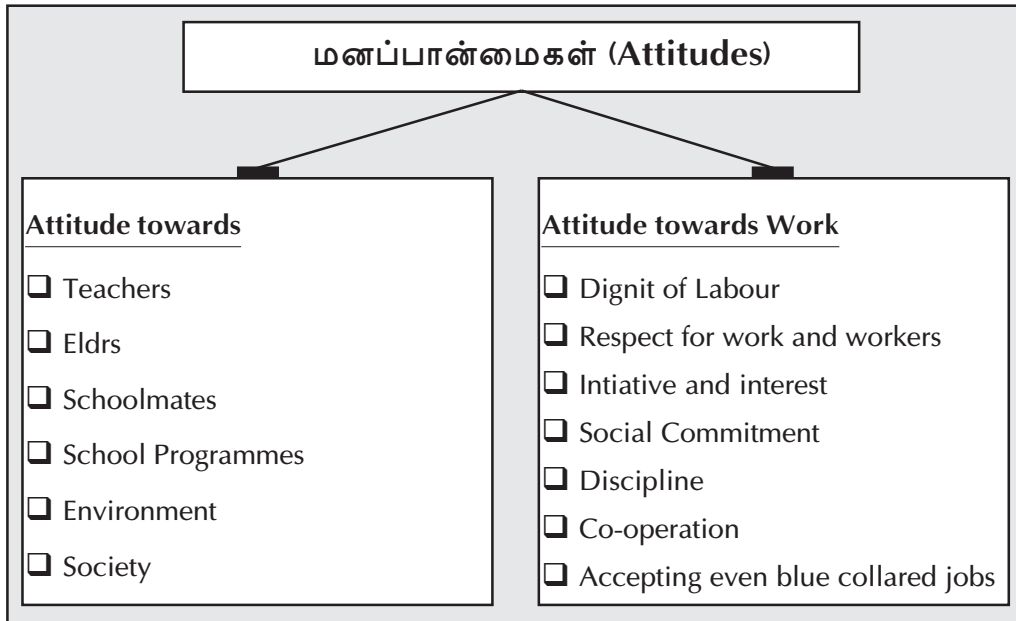 மனப்பான்மைகள் (Attitudes)
Attitude towards
Teachers
Eldrs
Schoolmates
School Programmes
Environment
Society
Attitude towards Work
Dignit of Labour
Respect for work and workers
Intiative and interest
Social Commitment
Discipline
Co-operation
Accepting even blue collared jobs